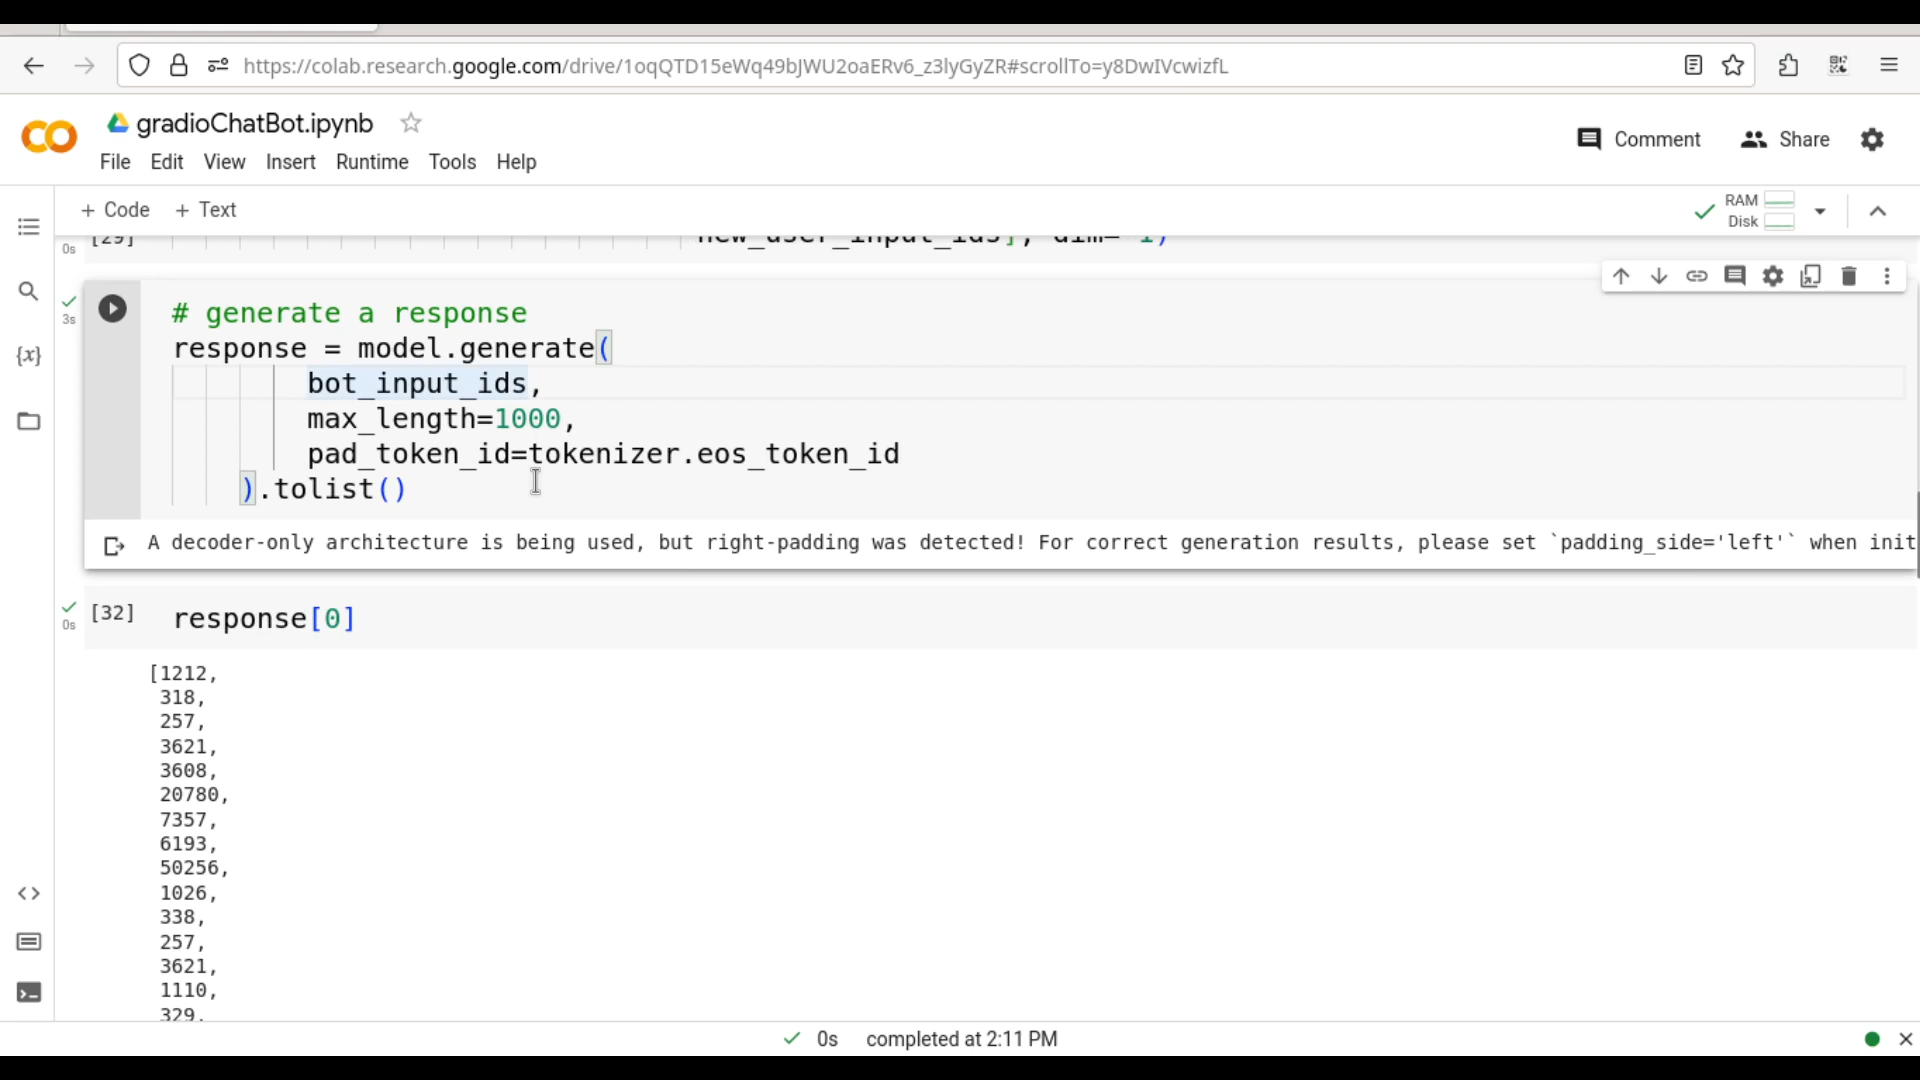 https://colab.research.google.com/drive/1oqQTD15eWq49bJWU2oaERv6_z3lyGyZR#scrollTo=y8DwIVcwizfL
gradioChatBot.ipynb
Comment
Share
File Edit View Insert Runtime Tools Help
+ Code + Text
RAM
Disk
0s
[29]
new_user_input_ids], dim=-1)
3s
# generate a response
response = model.generate(
bot_input_ids,
max_length=1000,
pad_token_id=tokenizer.eos_token_id
).tolist()
A decoder-only architecture is being used, but right-padding was detected! For correct generation results, please set `padding_side='left'` when init
0s
[32]
response[0]
[1212,
318,
257,
3621,
3608,
20780,
7357,
6193,
50256,
1026,
338,
257,
3621,
1110,
329,
0s completed at 2:11 PM